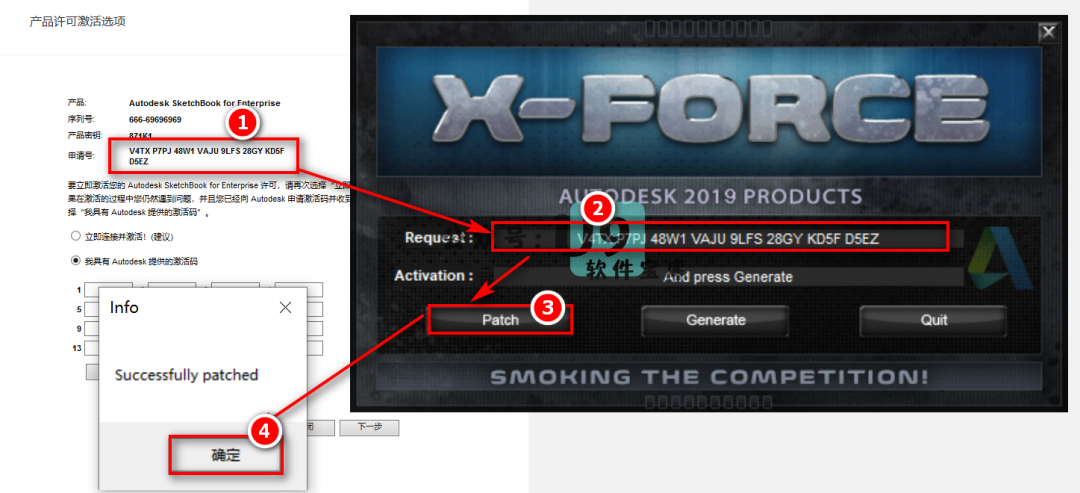 产品许可激活选项
产品: Autodesk SketchBook for Enterprise
序列号: 666-69696969
产品密钥: 871K1
申请号: V4TX P7PJ 48W1 VAJU 9LFS 28GY KD5F
D5EZ
要立即激活您的 Autodesk SketchBook for Enterprise 许可，请再次选择“立即
果在激活的过程中您仍然遇到问题，并且您已经向 Autodesk 申请激活码并收到
择“我具有 Autodesk 提供的激活码”。
立即连接并激活! (建议)
我具有 Autodesk 提供的激活码
1
5
9
13
Info
Successfully patched
确定
闭
下一步
1
2
3
4
X-FORCE
AUTODESK 2019 PRODUCTS
Request : V4TX P7PJ 48W1 VAJU 9LFS 28GY KD5F D5EZ
号:
软件
Activation : And press Generate
Patch Generate Quit
SMOKING THE COMPETITION!